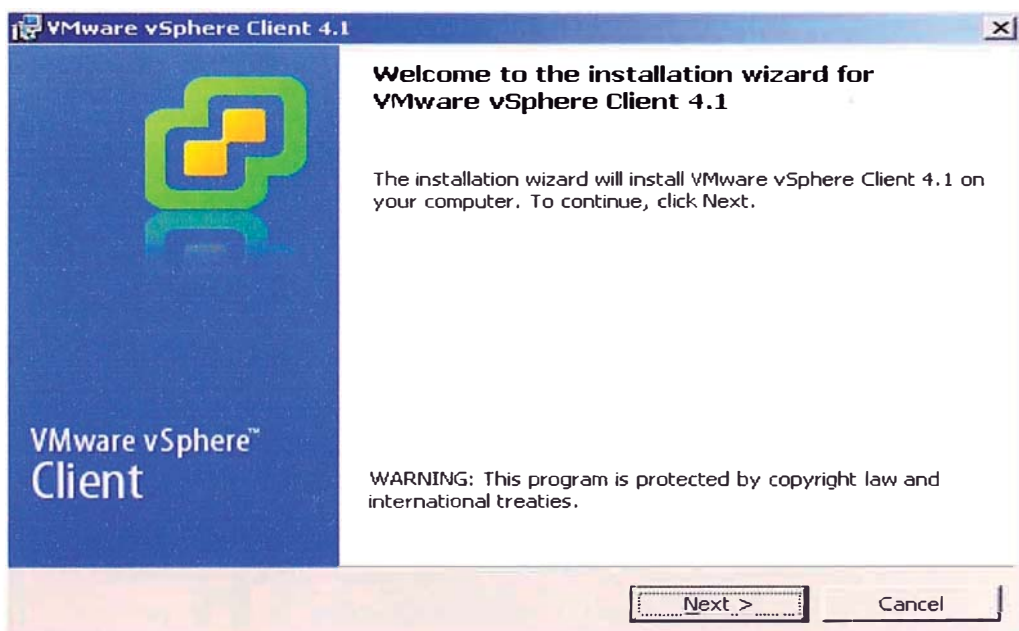 VMware vSphere Client 4.1
Welcome to the installation wizard for
VMware vSphere Client 4.1
The installation wizard will install VMware vSphere Client 4.1 on
your computer. To continue, click Next.
VMware vSphere™
Client
WARNING: This program is protected by copyright law and
international treaties.
Next >
Cancel